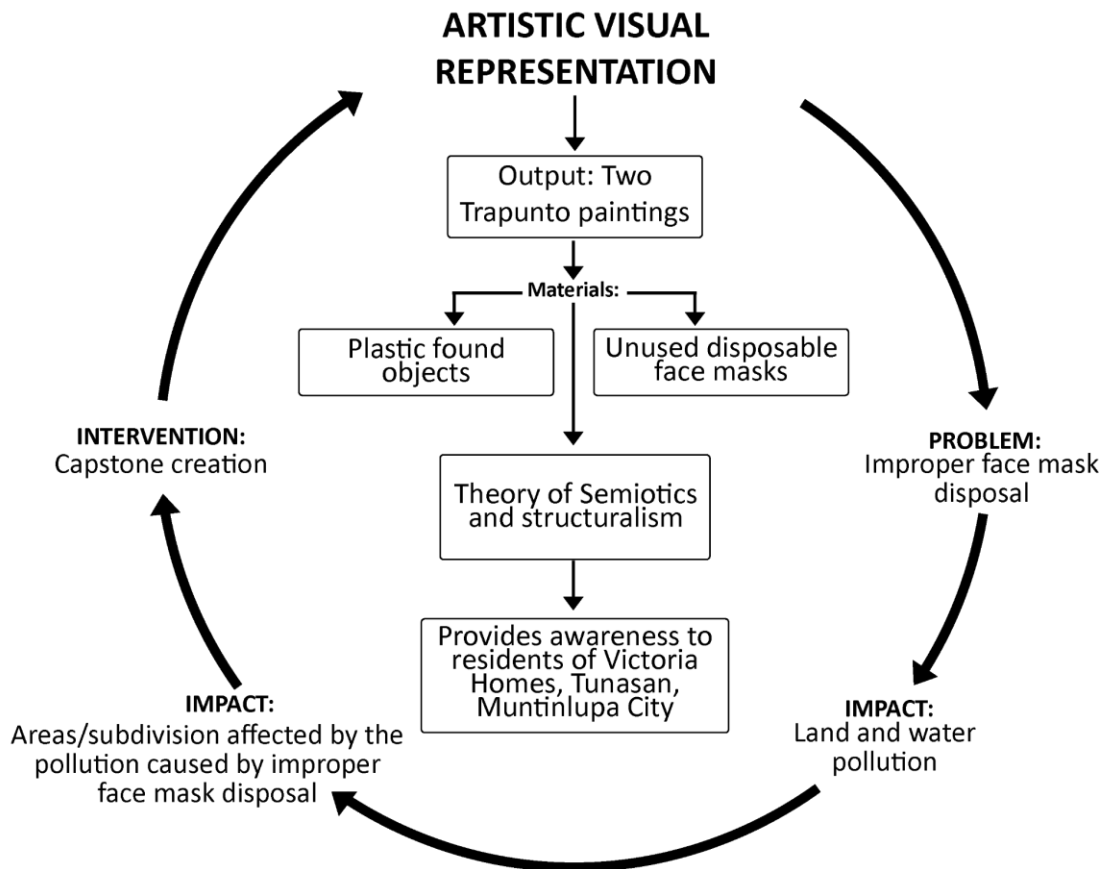 ARTISTIC VISUAL
REPRESENTATION
Output: Two
Trapunto paintings
Materials:
Plastic found
objects
Unused disposable
face masks
Theory of Semiotics
and structuralism
Provides awareness to
residents of Victoria
Homes, Tunasan,
Muntinlupa City
PROBLEM:
Improper face mask
disposal
IMPACT:
Land and water
pollution
IMPACT:
Areas/subdivision affected by the
pollution caused by improper
face mask disposal
INTERVENTION:
Capstone creation